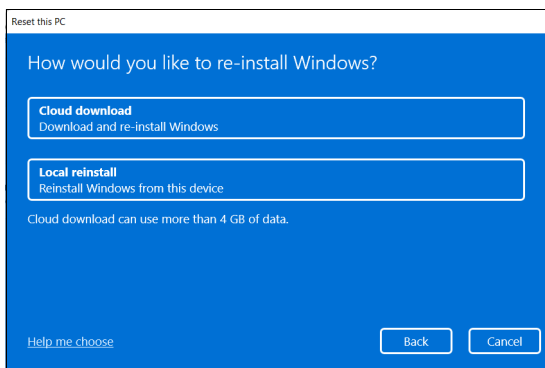 Reset this PC
How would you like to re-install Windows?
Cloud download
Download and re-install Windows
Local reinstall
Reinstall Windows from this device
Cloud download can use more than 4 GB of data.
Help me choose
Back
Cancel